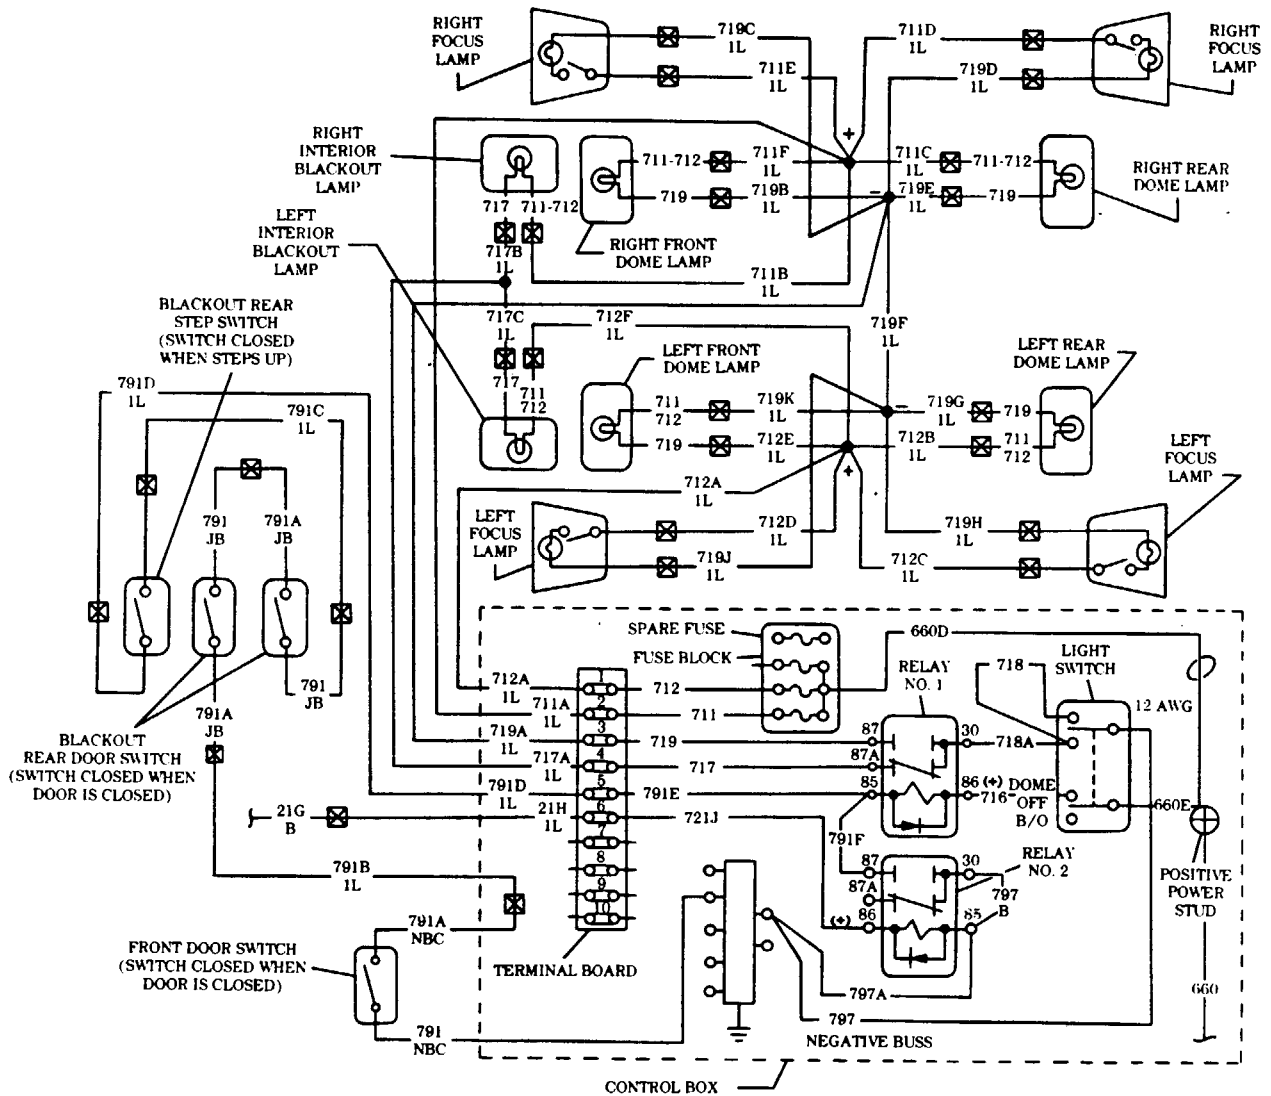 RIGHT
FOCUS
LAMP
719C
1L
711E
1L
711D
1L
719D
1L
RIGHT
FOCUS
LAMP
RIGHT
INTERIOR
BLACKOUT
LAMP
717
711-712
711-712
719
711F
1L
719B
1L
+
−
711C
1L
719E
1L
711-712
719
RIGHT REAR
DOME LAMP
LEFT
INTERIOR
BLACKOUT
LAMP
717B
1L
RIGHT FRONT
DOME LAMP
711B
1L
717C
1L
712F
1L
719F
1L
BLACKOUT REAR
STEP SWITCH
(SWITCH CLOSED
WHEN STEPS UP)
717
711
712
LEFT FRONT
DOME LAMP
LEFT REAR
DOME LAMP
791D
1L
791C
1L
711
712
719
719K
1L
712E
1L
−
+
719G
1L
712B
1L
719
711
712
LEFT
FOCUS
LAMP
712A
1L
791
JB
791A
JB
LEFT
FOCUS
LAMP
712D
1L
719J
1L
719H
1L
712C
1L
SPARE FUSE
FUSE BLOCK
660D
RELAY
NO. 1
718
LIGHT
SWITCH
12 AWG
791
JB
791A
JB
712A
1L
711A
1L
719A
1L
717A
1L
791D
1L
21H
1L
1
2
3
4
5
6
7
8
9
10
712
711
719
717
791E
721J
87
87A
85
30
86 (+)
718A
716
DOME
OFF
B/O
660E
BLACKOUT
REAR DOOR SWITCH
(SWITCH CLOSED WHEN
DOOR IS CLOSED)
21G
B
791F
87
87A
(+)
86
30
85
RELAY
NO. 2
797
B
POSITIVE
POWER
STUD
791B
1L
791A
NBC
FRONT DOOR SWITCH
(SWITCH CLOSED WHEN
DOOR IS CLOSED)
TERMINAL BOARD
797A
797
660
791
NBC
NEGATIVE BUSS
CONTROL BOX